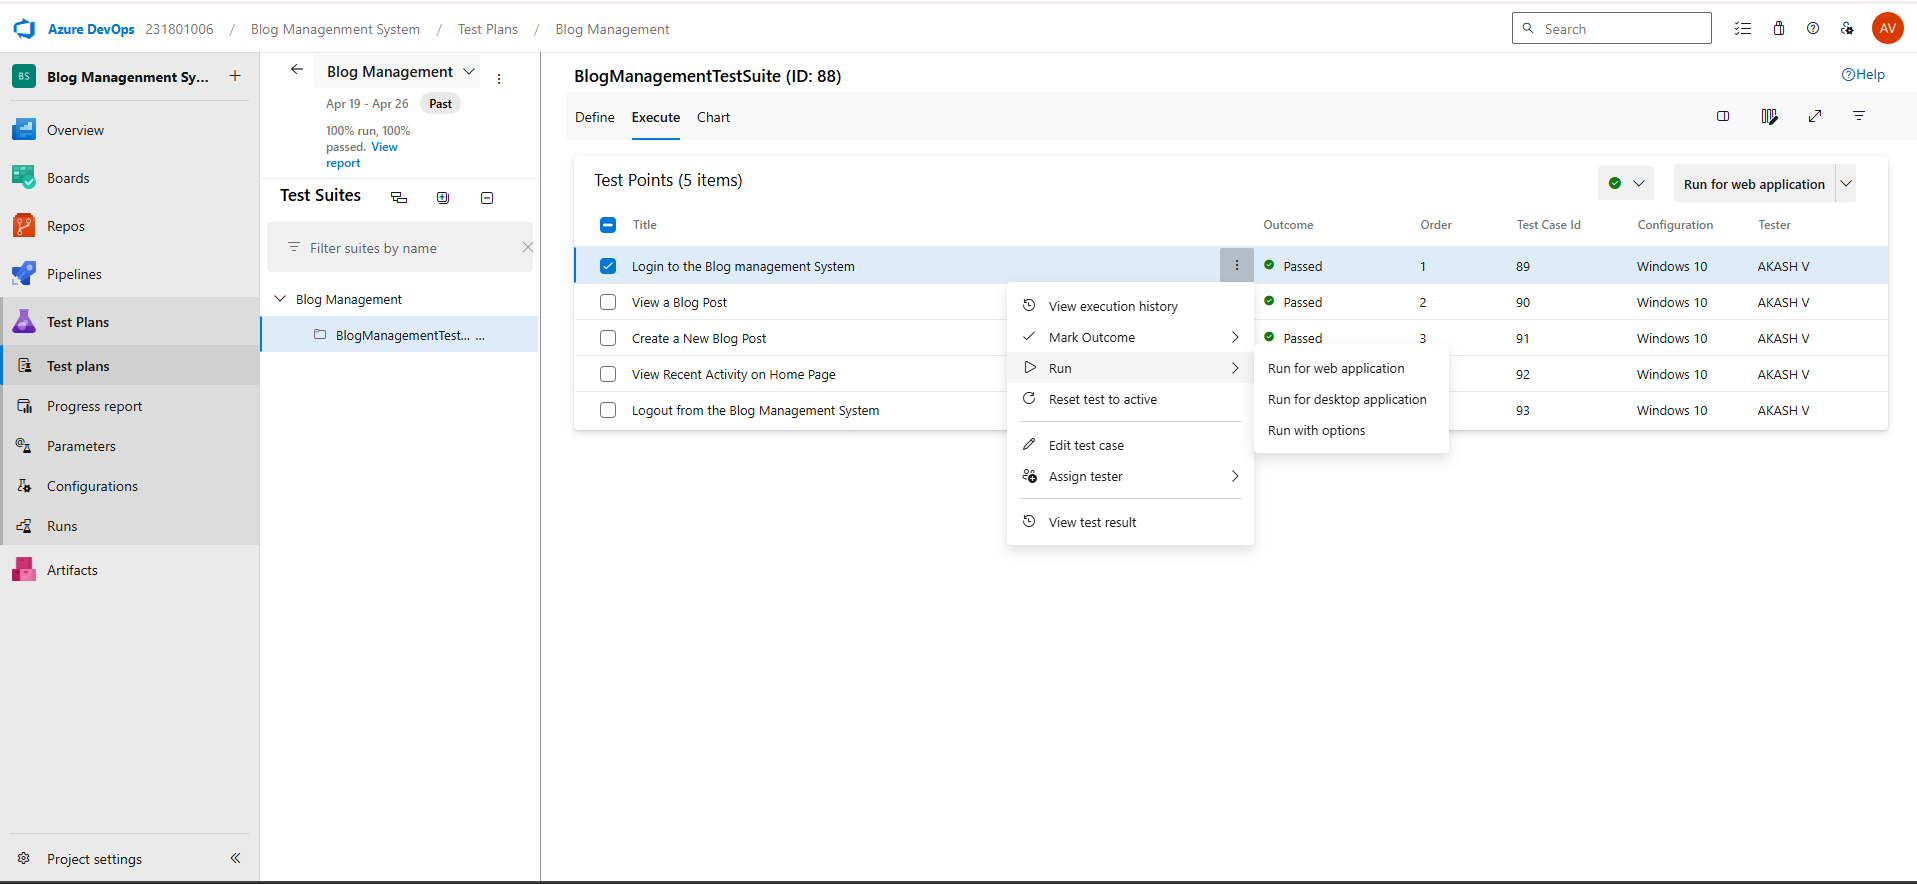 Azure DevOps 231801006 / Blog Managenment System / Test Plans / Blog Management
Search
AV
BS Blog Managenment Sy... +
Overview
Boards
Repos
Pipelines
Test Plans
Test plans
Progress report
Parameters
Configurations
Runs
Artifacts
Project settings
Blog Management
Apr 19 - Apr 26 Past
100% run, 100%
passed. View
report
Test Suites
Filter suites by name
Blog Management
BlogManagementTest... ...
BlogManagementTestSuite (ID: 88)
Help
Define Execute Chart
Test Points (5 items)
Run for web application
Title Outcome Order Test Case Id Configuration Tester
Login to the Blog management System Passed 1 89 Windows 10 AKASH V
View a Blog Post Passed 2 90 Windows 10 AKASH V
Create a New Blog Post Passed 3 91 Windows 10 AKASH V
View Recent Activity on Home Page 92 Windows 10 AKASH V
Logout from the Blog Management System 93 Windows 10 AKASH V
View execution history
Mark Outcome
Run
Reset test to active
Edit test case
Assign tester
View test result
Run for web application
Run for desktop application
Run with options